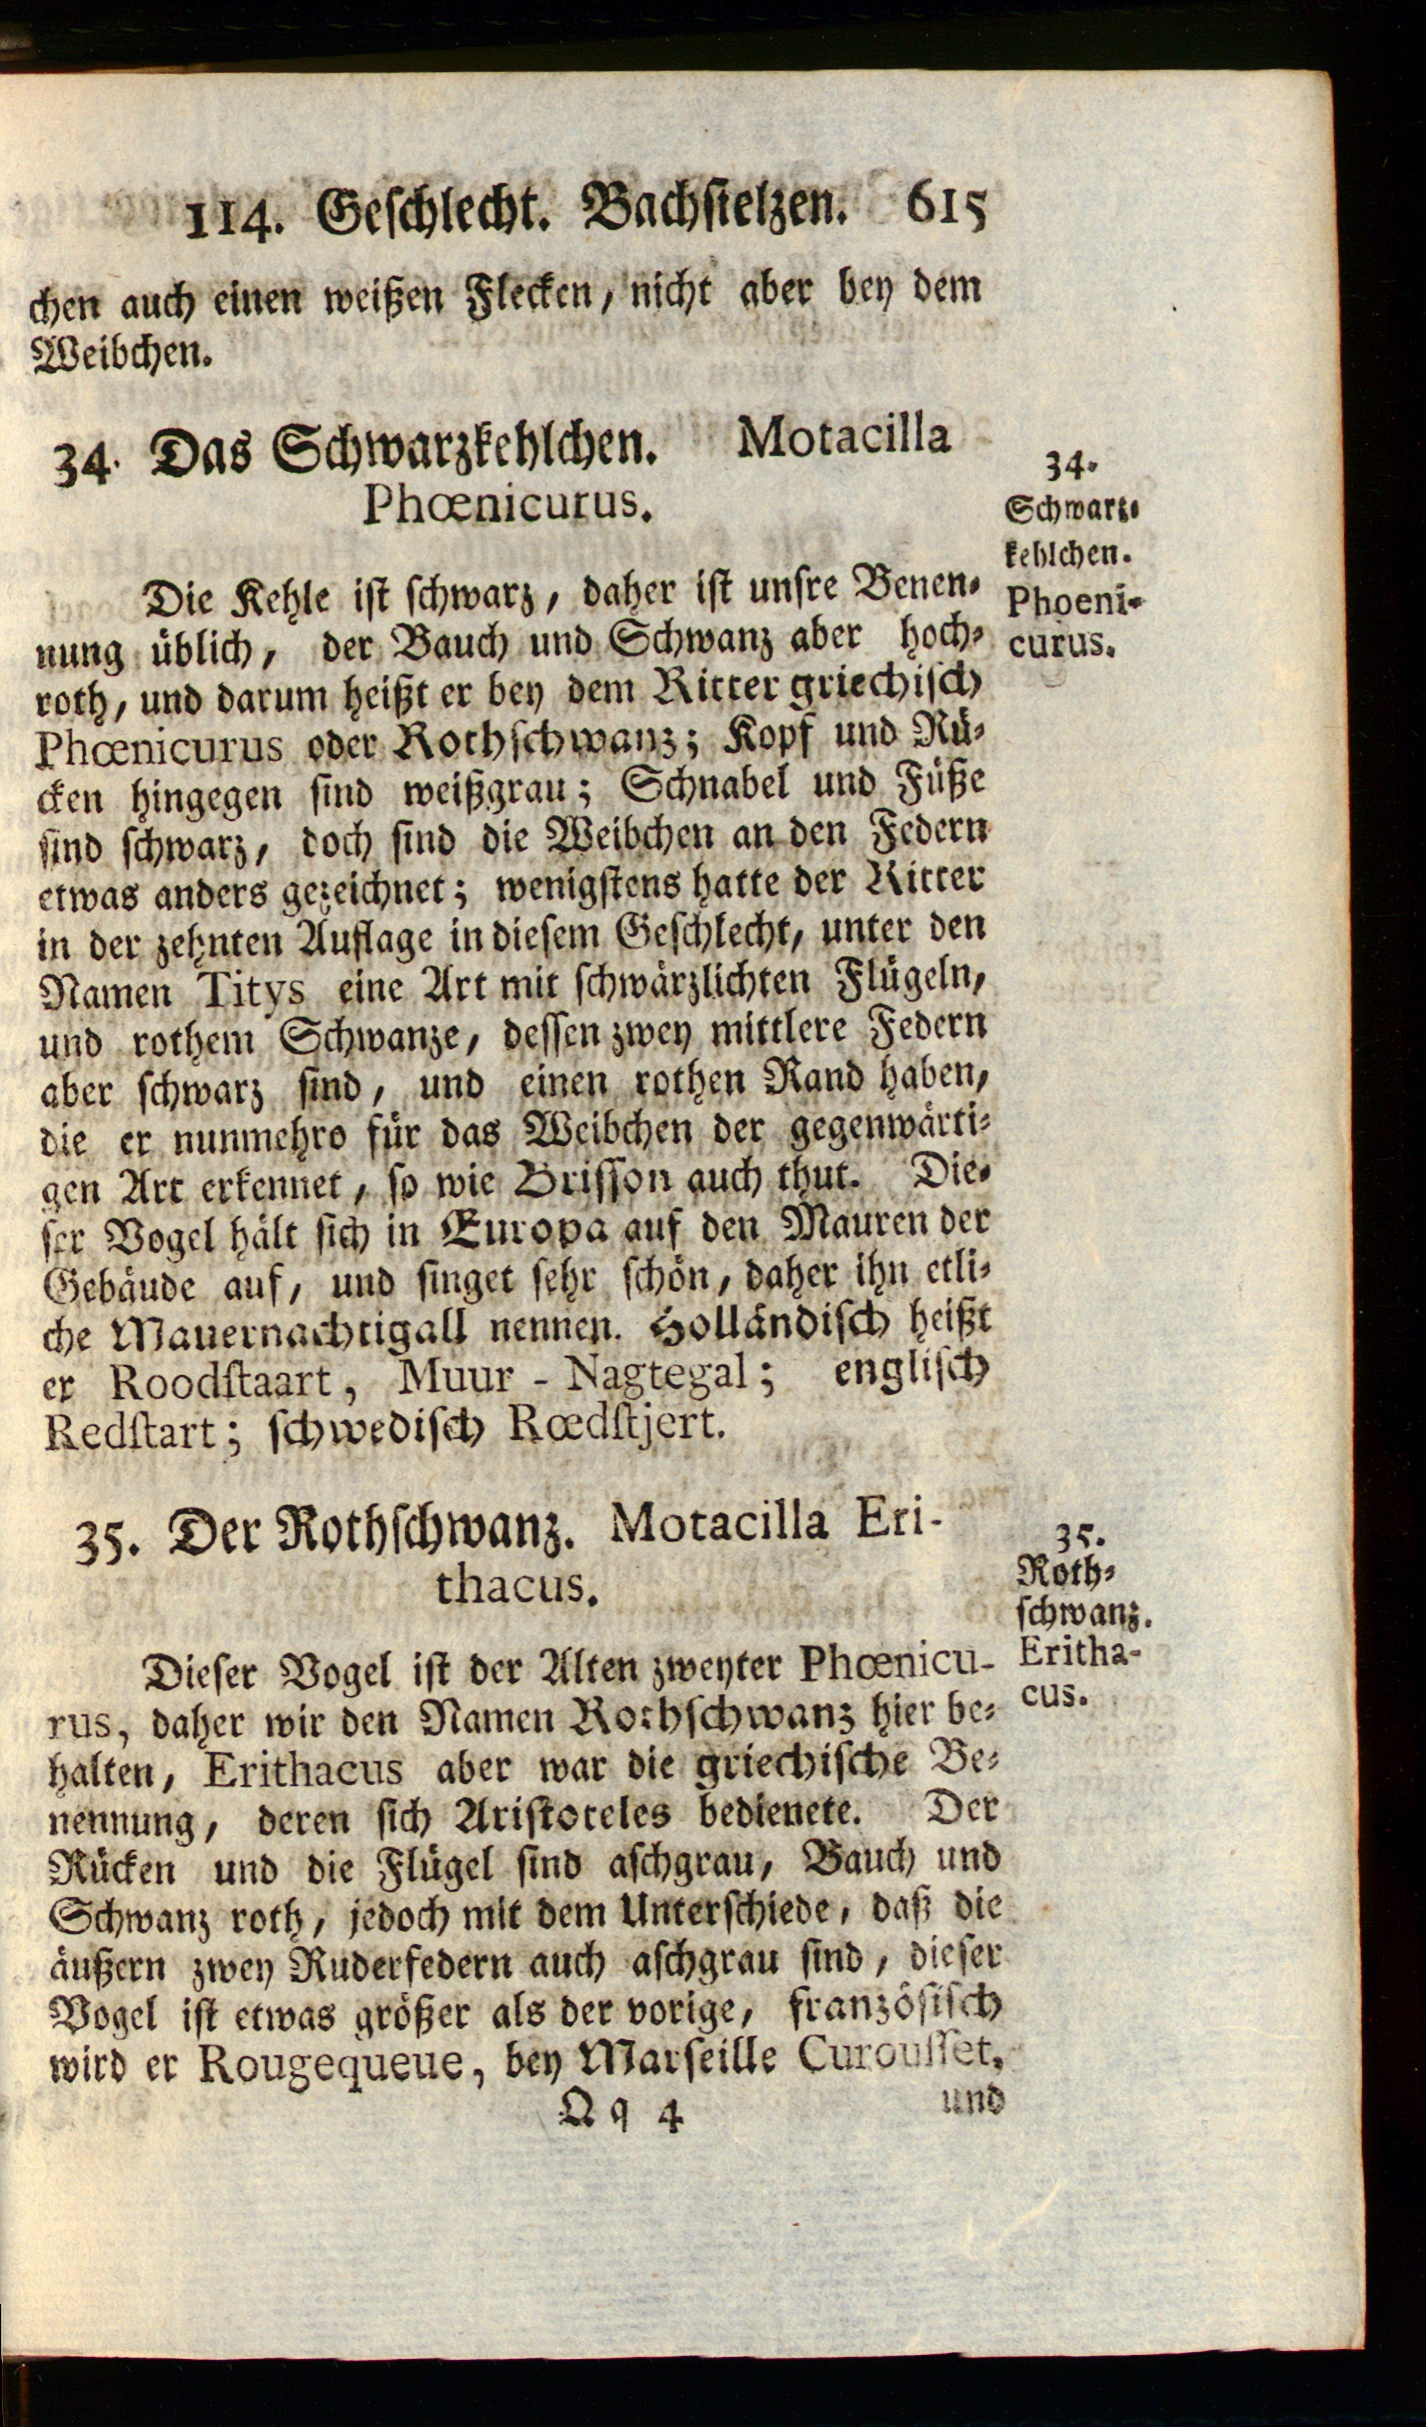 114. Geschlecht. Bachstelzen. 615
chen auch einen weißen Flecken, nicht aber bey dem
Weibchen.
34. Das Schwarzkehlchen. Motacilla
Phœnicurus.
34.
Schwarz-
kehlchen.
Phoeni-
curus.
Die Kehle ist schwarz, daher ist unsre Benen-
nung üblich, der Bauch und Schwanz aber hoch-
roth, und darum heißt er bey dem Ritter griechisch
Phœnicurus oder Rothschwanz; Kopf und Rü-
cken hingegen sind weißgrau; Schnabel und Füße
sind schwarz, doch sind die Weibchen an den Federn
etwas anders gezeichnet; wenigstens hatte der Ritter
in der zehnten Auflage in diesem Geschlecht, unter den
Namen Titys eine Art mit schwärzlichten Flügeln,
und rothem Schwanze, dessen zwey mittlere Federn
aber schwarz sind, und einen rothen Rand haben,
die er nunmehro für das Weibchen der gegenwärti-
gen Art erkennet, so wie Brisson auch thut. Die-
ser Vogel hält sich in Europa auf den Mauren der
Gebäude auf, und singet sehr schön, daher ihn etli-
che Mauernachtigall nennen. Holländisch heißt
er Roodſtaart, Muur - Nagtegal; englisch
Redſtart; schwedisch Rœdſtjert.
35. Der Rothschwanz. Motacilla Eri-
thacus.
35.
Roth-
schwanz.
Eritha-
cus.
Dieser Vogel ist der Alten zweyter Phœnicu-
rus, daher wir den Namen Rothschwanz hier be-
halten, Erithacus aber war die griechische Be-
nennung, deren sich Aristoteles bedienete. Der
Rücken und die Flügel sind aschgrau, Bauch und
Schwanz roth, jedoch mit dem Unterschiede, daß die
äußern zwey Ruderfedern auch aschgrau sind, dieser
Vogel ist etwas größer als der vorige, französisch
wird er Rougequeue, bey Marseille Curouſſet,
Q q 4 und